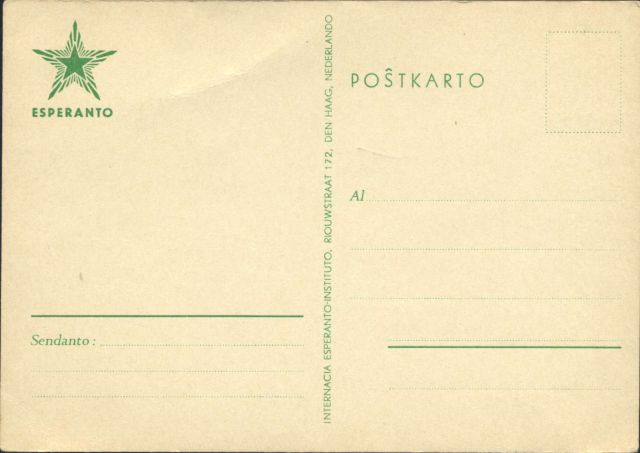 ESPERANTO
Sendanto :
INTERNACIA ESPERANTO-INSTITUTO, RIOUWSTRAAT 172, DEN HAAG, NEDERLANDO
POŜTKARTO
Al